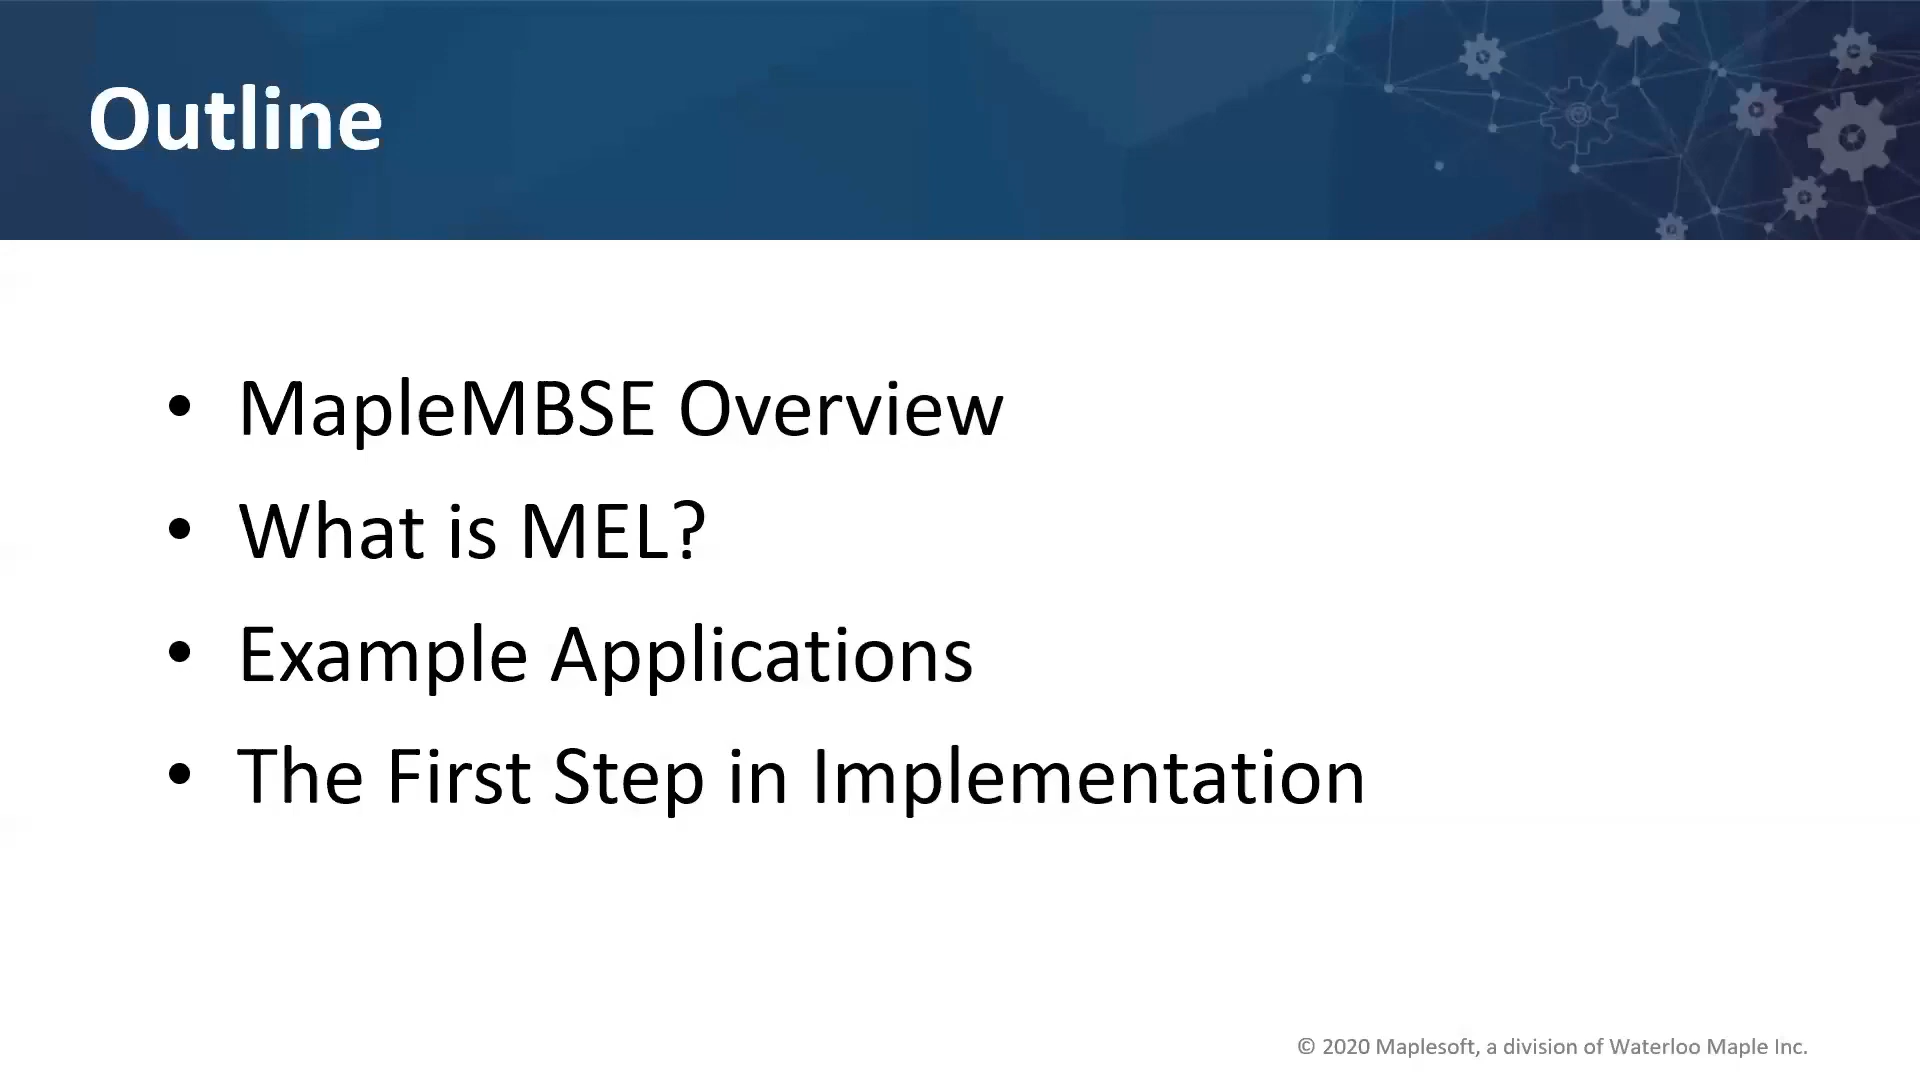 Outline
• MapleMBSE Overview
• What is MEL?
• Example Applications
• The First Step in Implementation
© 2020 Maplesoft, a division of Waterloo Maple Inc.